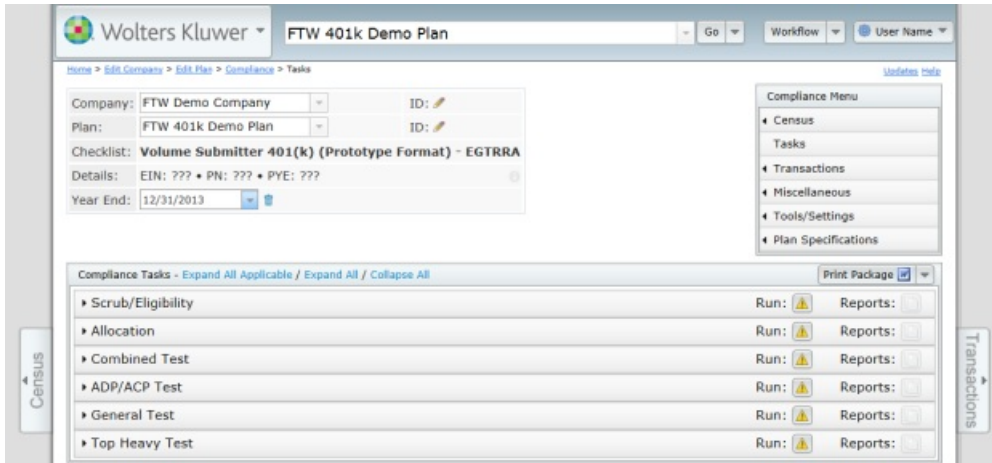 Wolters Kluwer FTW 401k Demo Plan Go Workflow User Name
Home > Edit Company > Edit Plan > Compliance > Tasks Updates Help
Company: FTW Demo Company ID:
Plan: FTW 401k Demo Plan ID:
Checklist: Volume Submitter 401(k) (Prototype Format) - EGTRRA
Details: EIN: ??? • PN: ??? • PYE: ???
Year End: 12/31/2013
Compliance Menu
Census
Tasks
Transactions
Miscellaneous
Tools/Settings
Plan Specifications
Compliance Tasks - Expand All Applicable / Expand All / Collapse All Print Package
Scrub/Eligibility Run: Reports:
Allocation Run: Reports:
Combined Test Run: Reports:
ADP/ACP Test Run: Reports:
General Test Run: Reports:
Top Heavy Test Run: Reports:
Census
Transactions